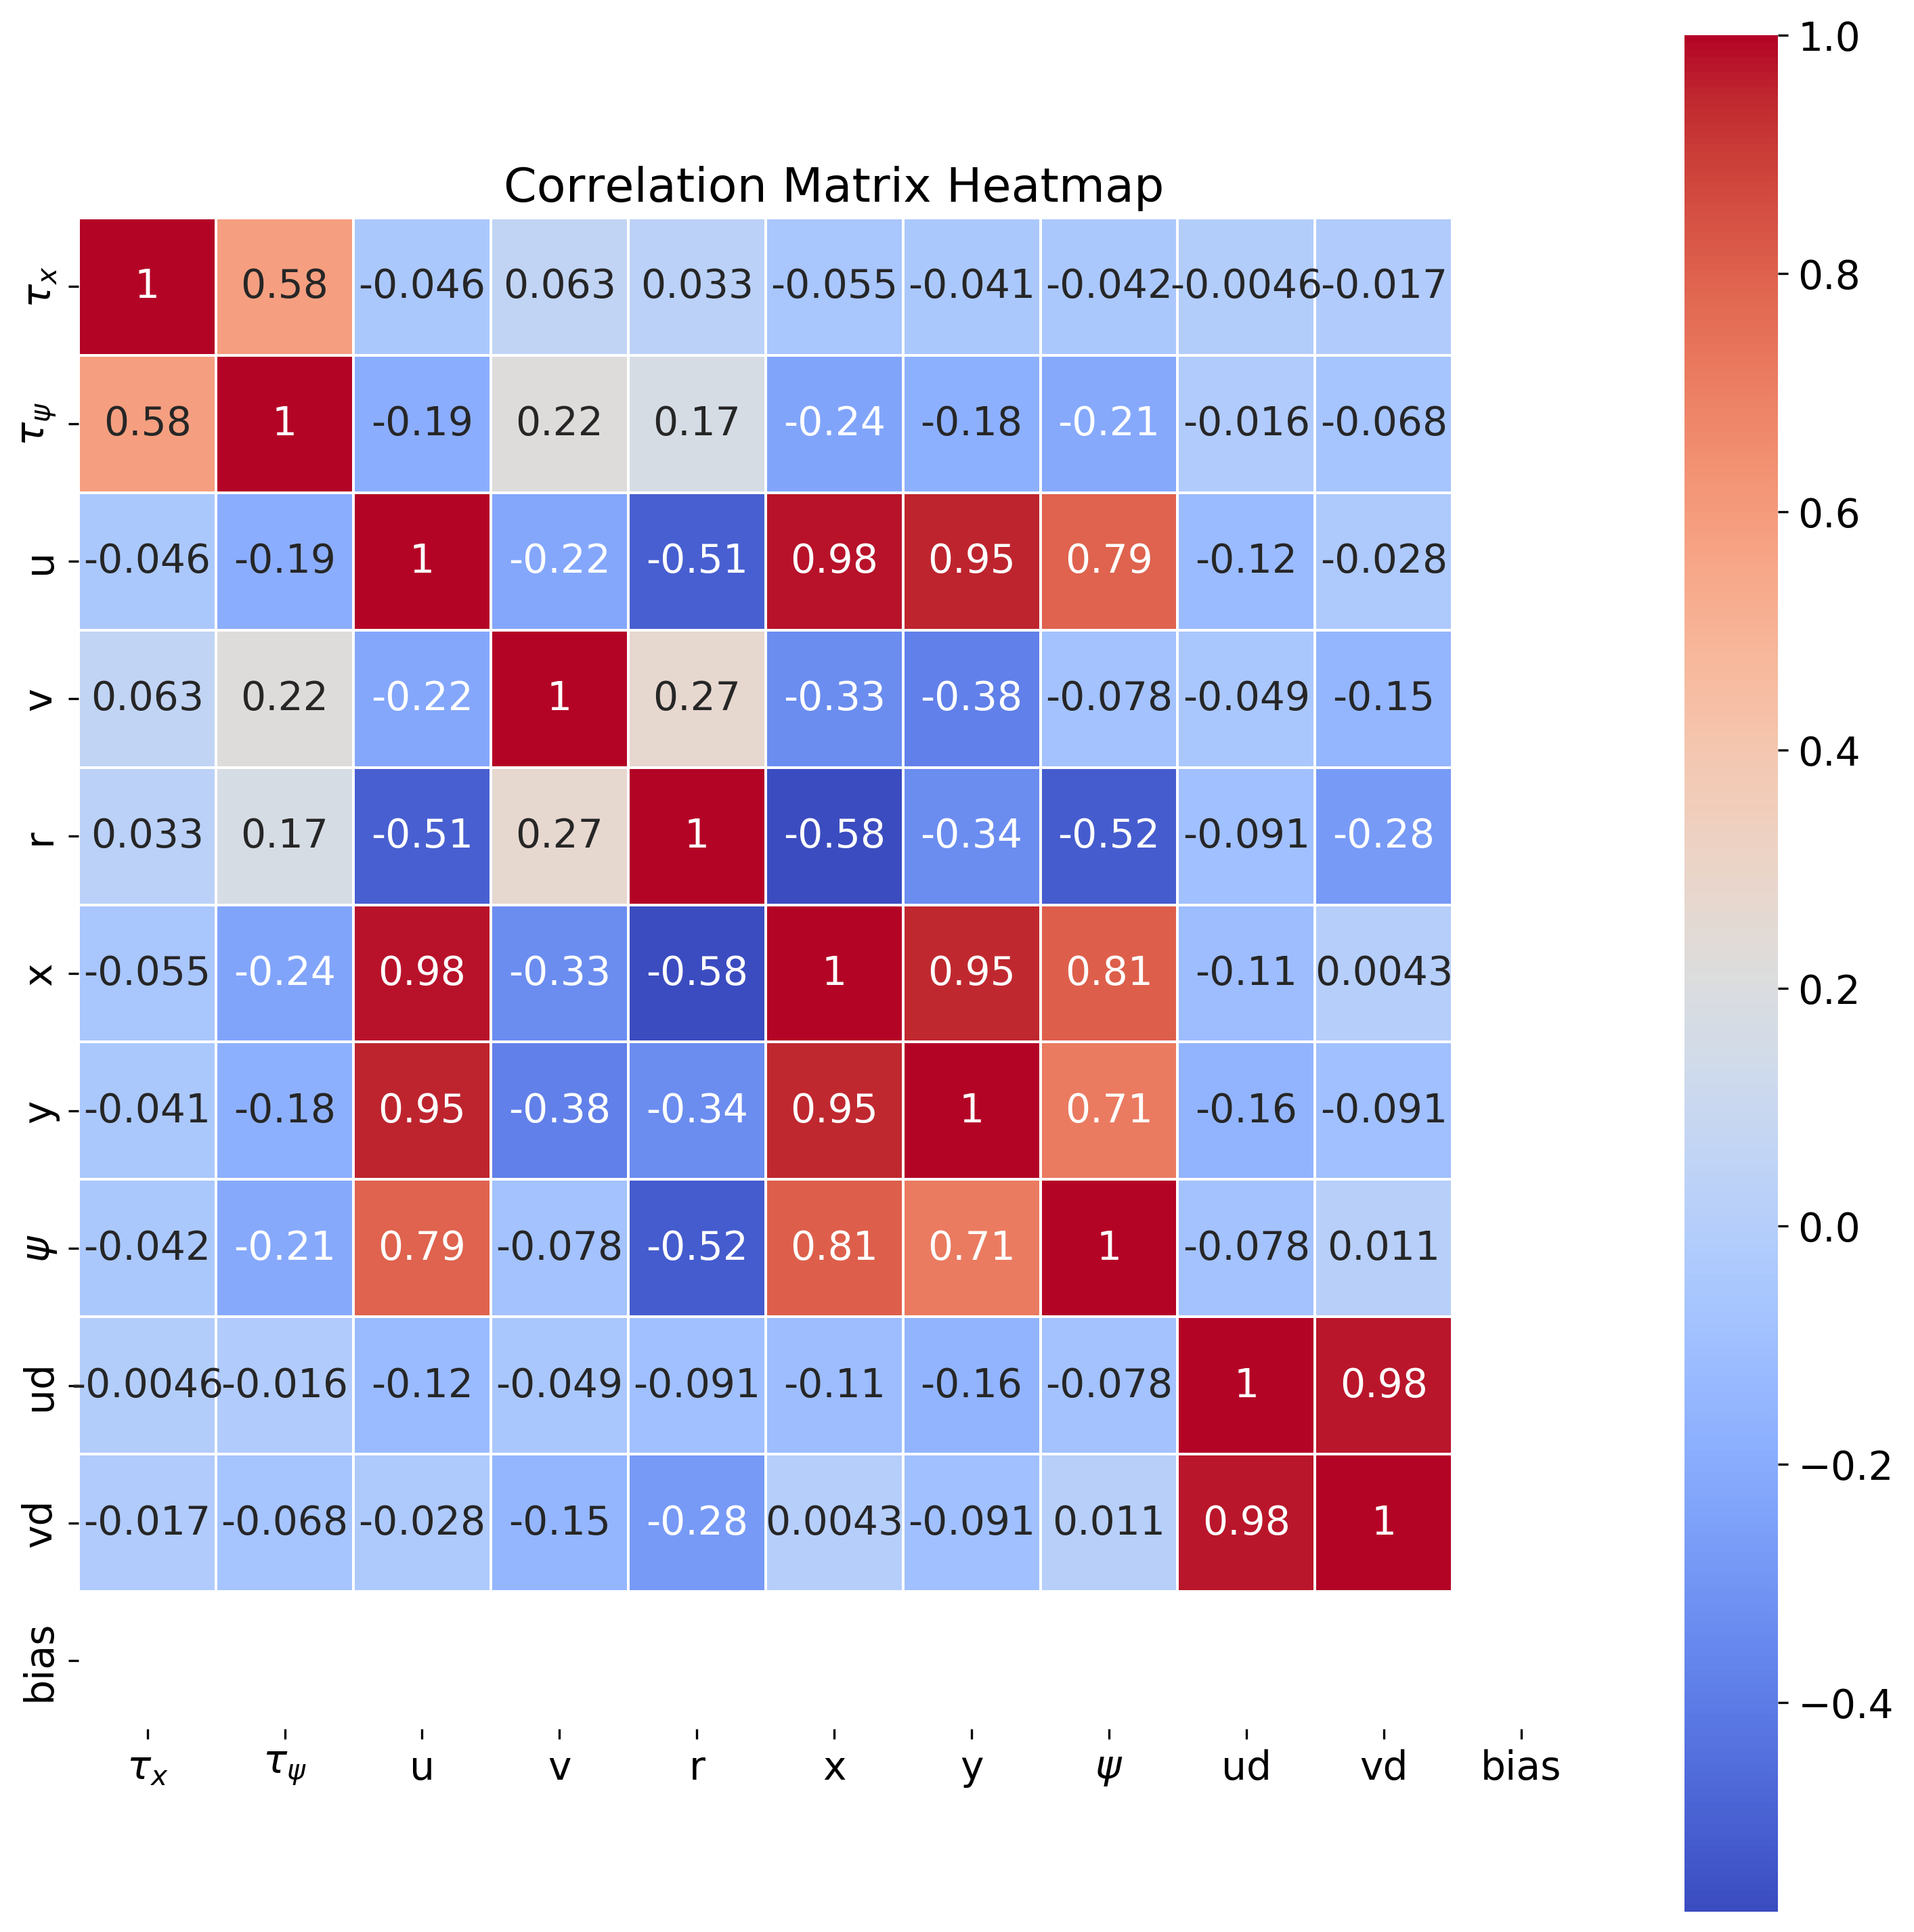 Correlation Matrix Heatmap
τx 1 0.58 -0.046 0.063 0.033 -0.055 -0.041 -0.042 -0.0046 -0.017
τψ 0.58 1 -0.19 0.22 0.17 -0.24 -0.18 -0.21 -0.016 -0.068
u -0.046 -0.19 1 -0.22 -0.51 0.98 0.95 0.79 -0.12 -0.028
v 0.063 0.22 -0.22 1 0.27 -0.33 -0.38 -0.078 -0.049 -0.15
r 0.033 0.17 -0.51 0.27 1 -0.58 -0.34 -0.52 -0.091 -0.28
x -0.055 -0.24 0.98 -0.33 -0.58 1 0.95 0.81 -0.11 0.0043
y -0.041 -0.18 0.95 -0.38 -0.34 0.95 1 0.71 -0.16 -0.091
ψ -0.042 -0.21 0.79 -0.078 -0.52 0.81 0.71 1 -0.078 0.011
ud -0.0046 -0.016 -0.12 -0.049 -0.091 -0.11 -0.16 -0.078 1 0.98
vd -0.017 -0.068 -0.028 -0.15 -0.28 0.0043 -0.091 0.011 0.98 1
bias
τx τψ u v r x y ψ ud vd bias
1.0
0.8
0.6
0.4
0.2
0.0
−0.2
−0.4